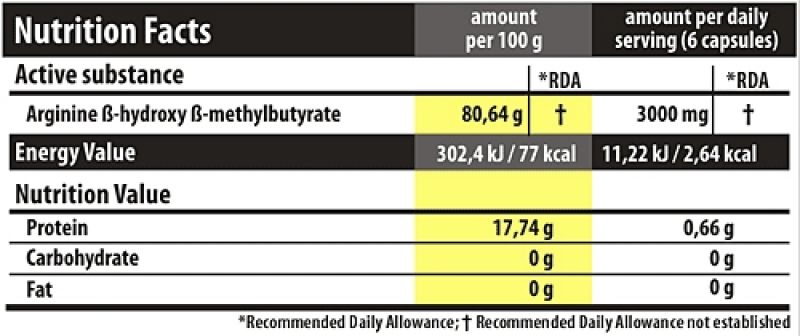 Nutrition Facts amount per 100 g amount per daily serving (6 capsules)
Active substance *RDA *RDA
Arginine ß-hydroxy ß-methylbutyrate 80,64 g † 3000 mg †
Energy Value 302,4 kJ / 77 kcal 11,22 kJ / 2,64 kcal
Nutrition Value
Protein 17,74 g 0,66 g
Carbohydrate 0 g 0 g
Fat 0 g 0 g
*Recommended Daily Allowance; † Recommended Daily Allowance not established